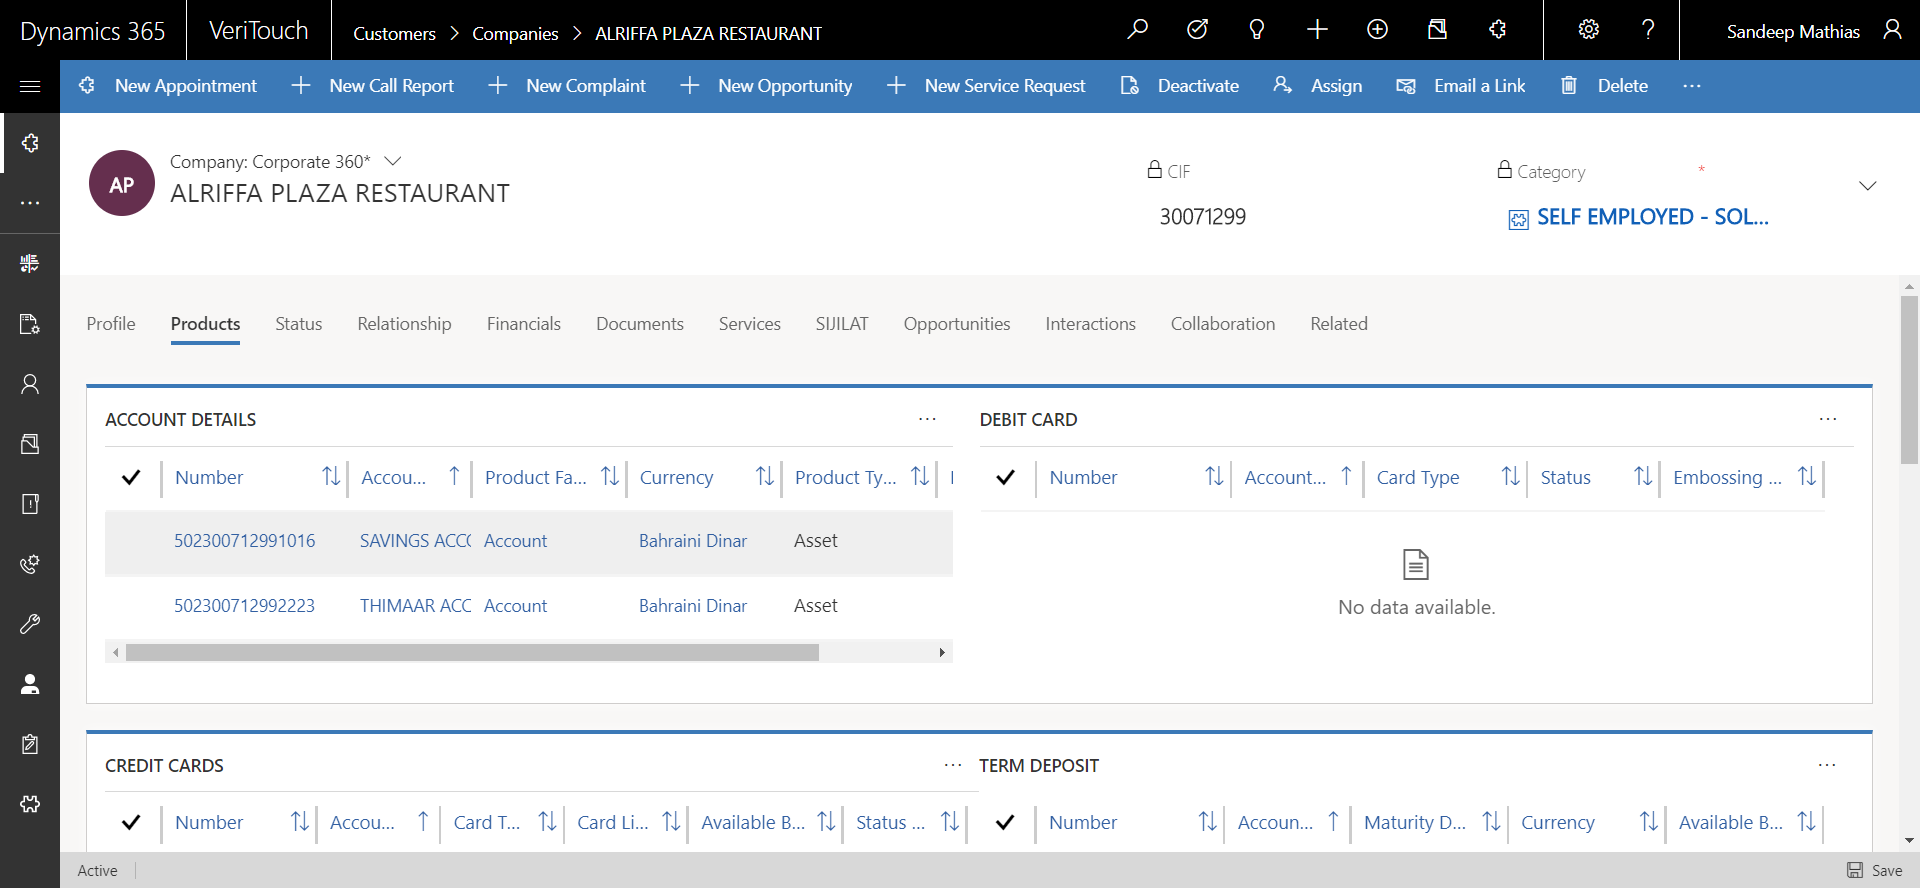 Dynamics 365
VeriTouch
Customers > Companies > ALRIFFA PLAZA RESTAURANT
Sandeep Mathias
New Appointment
New Call Report
New Complaint
New Opportunity
New Service Request
Deactivate
Assign
Email a Link
Delete
AP
Company: Corporate 360*
ALRIFFA PLAZA RESTAURANT
CIF
30071299
Category *
SELF EMPLOYED - SOL...
Profile Products Status Relationship Financials Documents Services SIJILAT Opportunities Interactions Collaboration Related
ACCOUNT DETAILS
Number Accou... Product Fa... Currency Product Ty...
502300712991016 SAVINGS ACCO Account Bahraini Dinar Asset
502300712992223 THIMAAR ACC Account Bahraini Dinar Asset
DEBIT CARD
Number Account... Card Type Status Embossing ...
No data available.
CREDIT CARDS
Number Accou... Card T... Card Li... Available B... Status ...
TERM DEPOSIT
Number Accoun... Maturity D... Currency Available B...
Active
Save